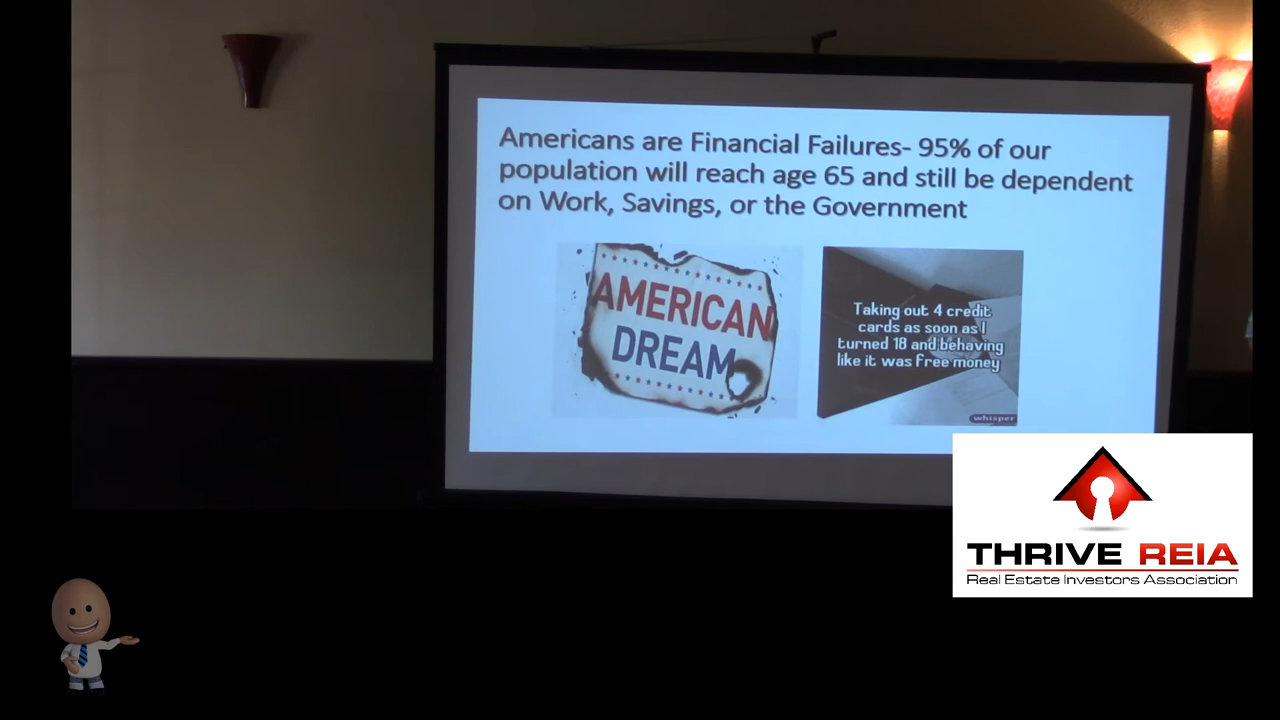 Americans are Financial Failures- 95% of our
population will reach age 65 and still be dependent
on Work, Savings, or the Government
AMERICAN
DREAM
Taking out 4 credit
cards as soon as I
turned 18 and behaving
like it was free money
whisper
THRIVE REIA
Real Estate Investors Association